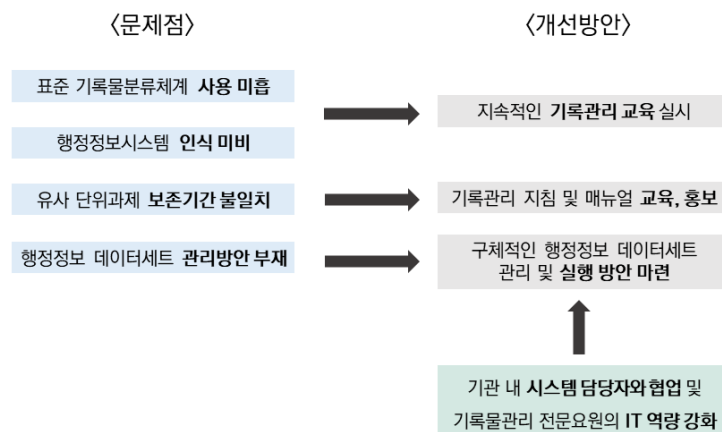 〈문제점〉
〈개선방안〉
표준 기록물분류체계 사용 미흡
행정정보시스템 인식 미비
지속적인 기록관리 교육 실시
유사 단위과제 보존기간 불일치
기록관리 지침 및 매뉴얼 교육, 홍보
행정정보 데이터세트 관리방안 부재
구체적인 행정정보 데이터세트
관리 및 실행 방안 마련
기관 내 시스템 담당자와 협업 및
기록물관리 전문요원의 IT 역량 강화